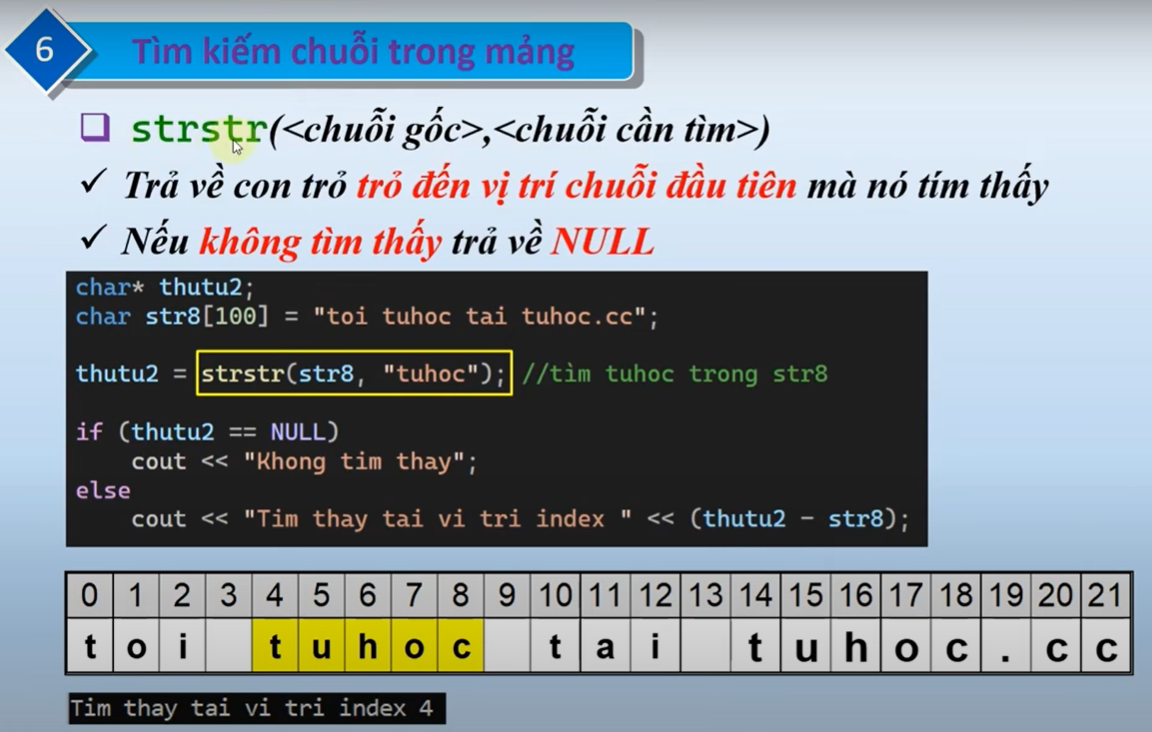 6
Tìm kiếm chuỗi trong mảng
strstr(<chuỗi gốc>,<chuỗi cần tìm>)
Trả về con trỏ trỏ đến vị trí chuỗi đầu tiên mà nó tím thấy
Nếu không tìm thấy trả về NULL
char* thutu2;
char str8[100] = "toi tuhoc tai tuhoc.cc";
thutu2 = strstr(str8, "tuhoc"); //tìm tuhoc trong str8
if (thutu2 == NULL)
cout << "Khong tim thay";
else
cout << "Tim thay tai vi tri index " << (thutu2 - str8);
0 1 2 3 4 5 6 7 8 9 10 11 12 13 14 15 16 17 18 19 20 21
t o i t u h o c t a i t u h o c . c c
Tim thay tai vi tri index 4